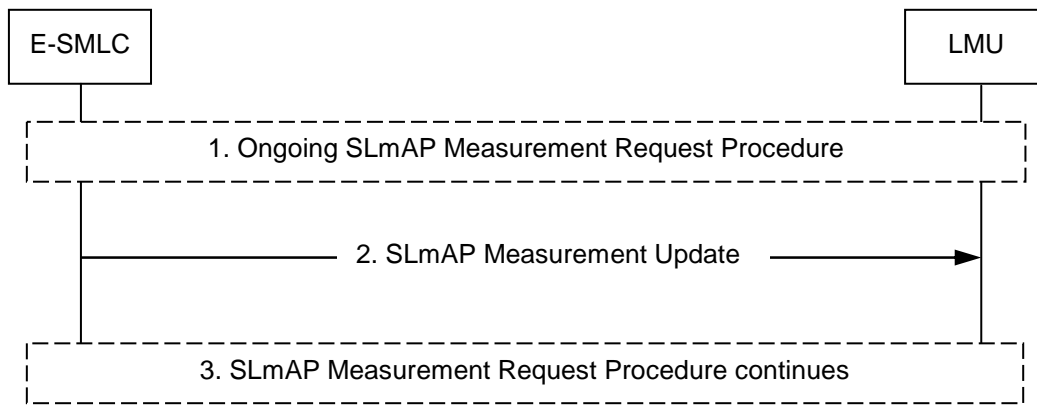 E-SMLC
LMU
1. Ongoing SLmAP Measurement Request Procedure
2. SLmAP Measurement Update
3. SLmAP Measurement Request Procedure continues